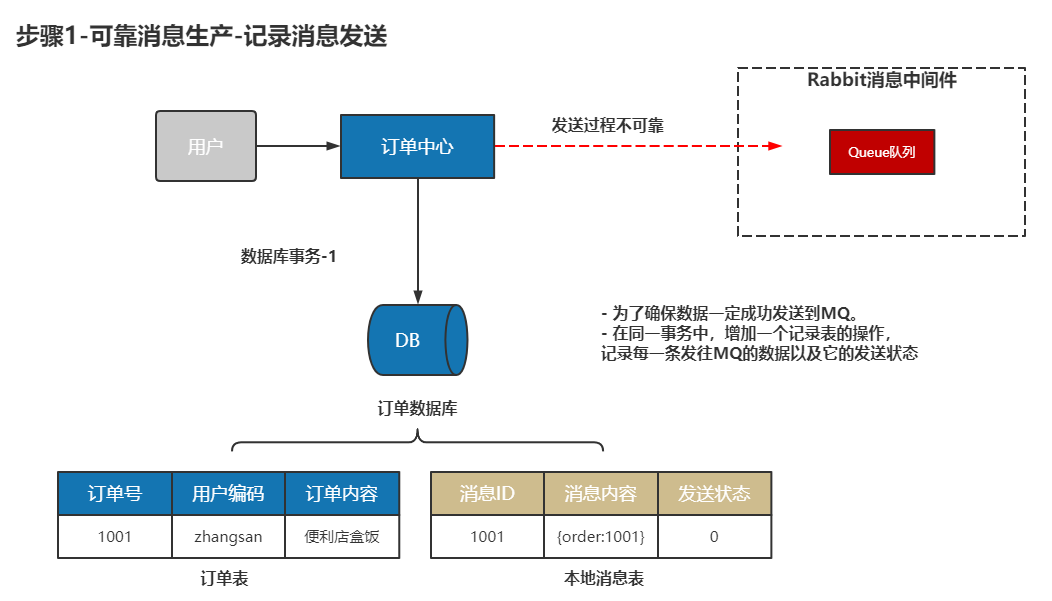 步骤1-可靠消息生产-记录消息发送
Rabbit消息中间件
用户
订单中心
发送过程不可靠
Queue队列
数据库事务-1
DB
- 为了确保数据一定成功发送到MQ。
- 在同一事务中，增加一个记录表的操作，
记录每一条发往MQ的数据以及它的发送状态
订单数据库
订单号 用户编码 订单内容
1001 zhangsan 便利店盒饭
订单表
消息ID 消息内容 发送状态
1001 {order:1001} 0
本地消息表